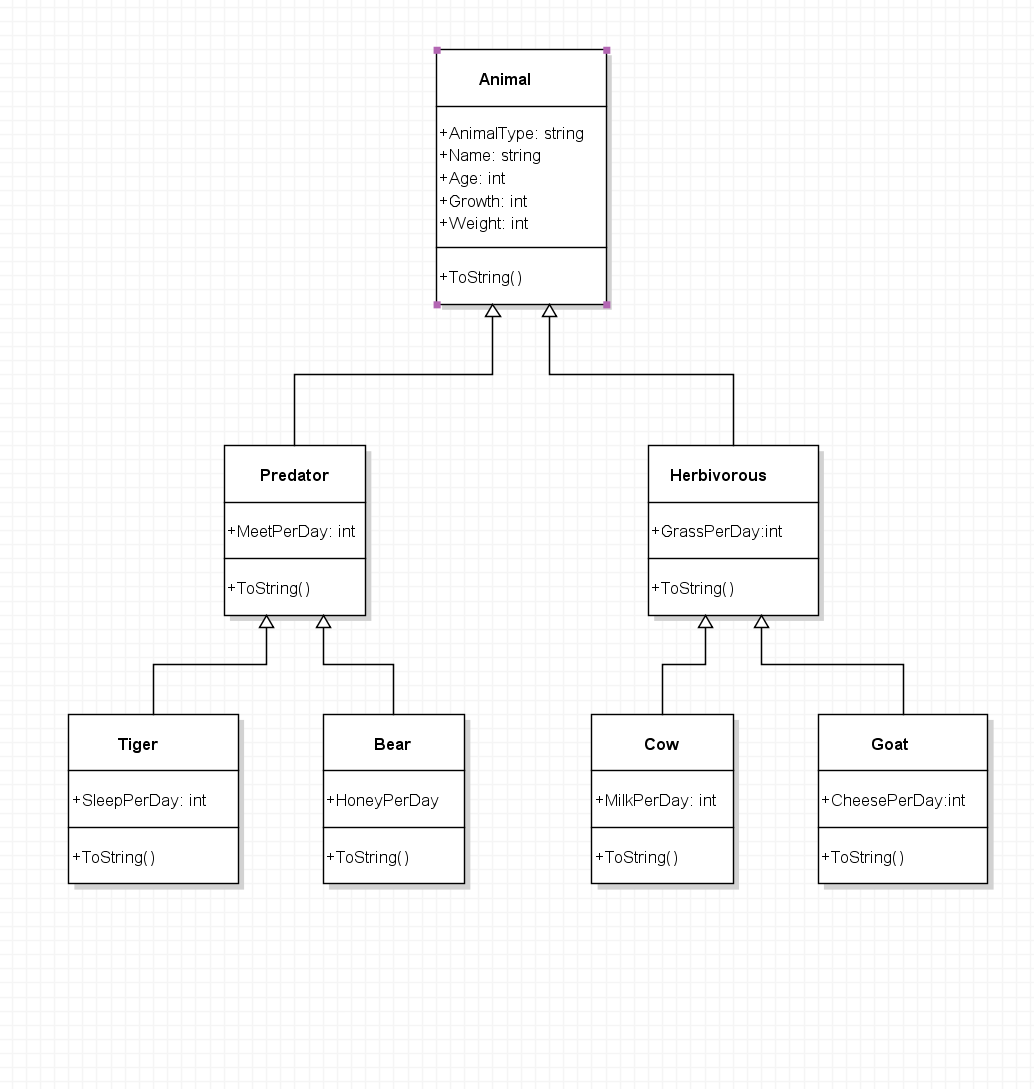 Animal
+AnimalType: string
+Name: string
+Age: int
+Growth: int
+Weight: int
+ToString()
Predator
+MeetPerDay: int
+ToString()
Herbivorous
+GrassPerDay:int
+ToString()
Tiger
+SleepPerDay: int
+ToString()
Bear
+HoneyPerDay
+ToString()
Cow
+MilkPerDay: int
+ToString()
Goat
+CheesePerDay:int
+ToString()